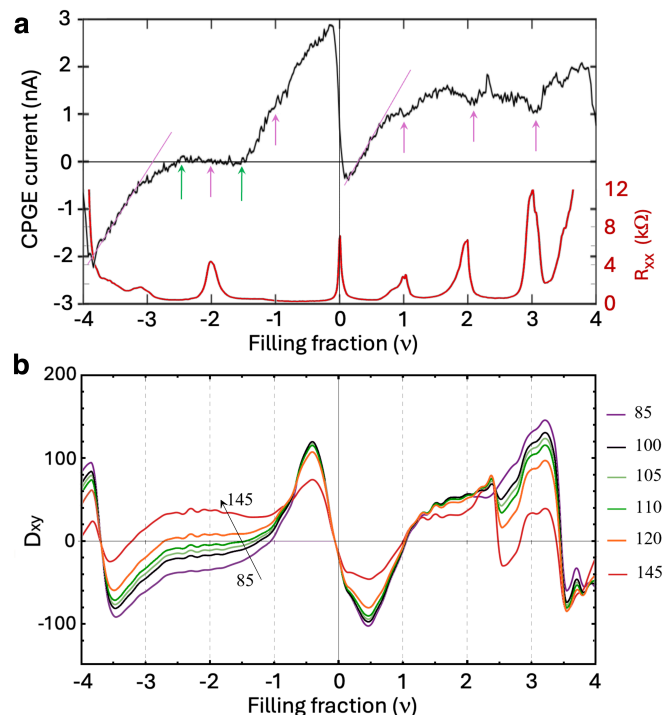 a
3
2
1
0
-1
-2
-3
CPGE current (nA)
12
8
4
0
Rxx (kΩ)
-4 -3 -2 -1 0 1 2 3 4
Filling fraction (ν)
b
200
100
0
-100
Dxy
145
85
85
100
105
110
120
145
-4 -3 -2 -1 0 1 2 3 4
Filling fraction (ν)